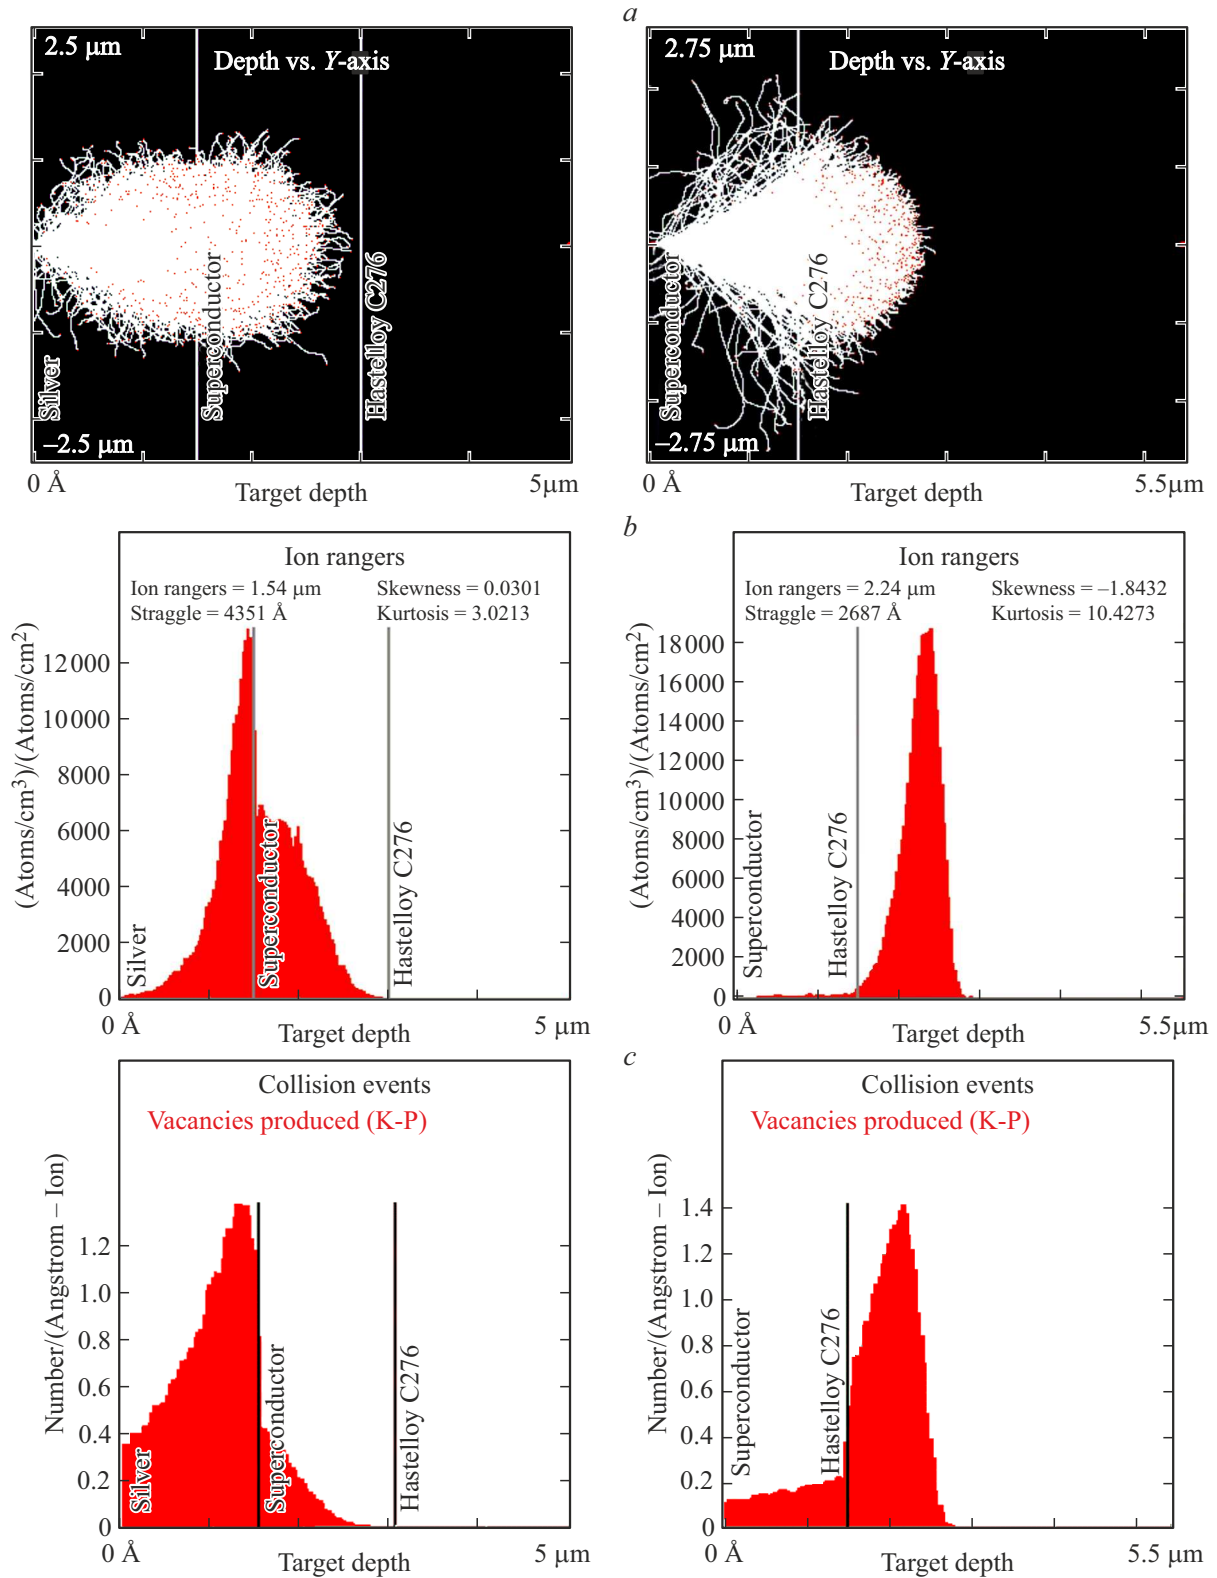 a
2.5 μm
Depth vs. Y-axis
Silver
Superconductor
Hastelloy C276
–2.5 μm
0 Å
Target depth
5μm
2.75 μm
Depth vs. Y-axis
Superconductor
Hastelloy C276
–2.75 μm
0 Å
Target depth
5.5μm
b
Ion rangers
Ion rangers = 1.54 μm
Skewness = 0.0301
Straggle = 4351 Å
Kurtosis = 3.0213
(Atoms/cm3)/(Atoms/cm2)
12000
10000
8000
6000
4000
2000
0
Silver
Superconductor
Hastelloy C276
0 Å
Target depth
5 μm
Ion rangers
Ion rangers = 2.24 μm
Skewness = –1.8432
Straggle = 2687 Å
Kurtosis = 10.4273
(Atoms/cm3)/(Atoms/cm2)
18000
16000
14000
12000
10000
8000
6000
4000
2000
0
Superconductor
Hastelloy C276
0 Å
Target depth
5.5μm
c
Collision events
Vacancies produced (K-P)
Number/(Angstrom – Ion)
1.2
1.0
0.8
0.6
0.4
0.2
0
Silver
Superconductor
Hastelloy C276
0 Å
Target depth
5 μm
Collision events
Vacancies produced (K-P)
Number/(Angstrom – Ion)
1.4
1.2
1.0
0.8
0.6
0.4
0.2
0
Superconductor
Hastelloy C276
0 Å
Target depth
5.5 μm